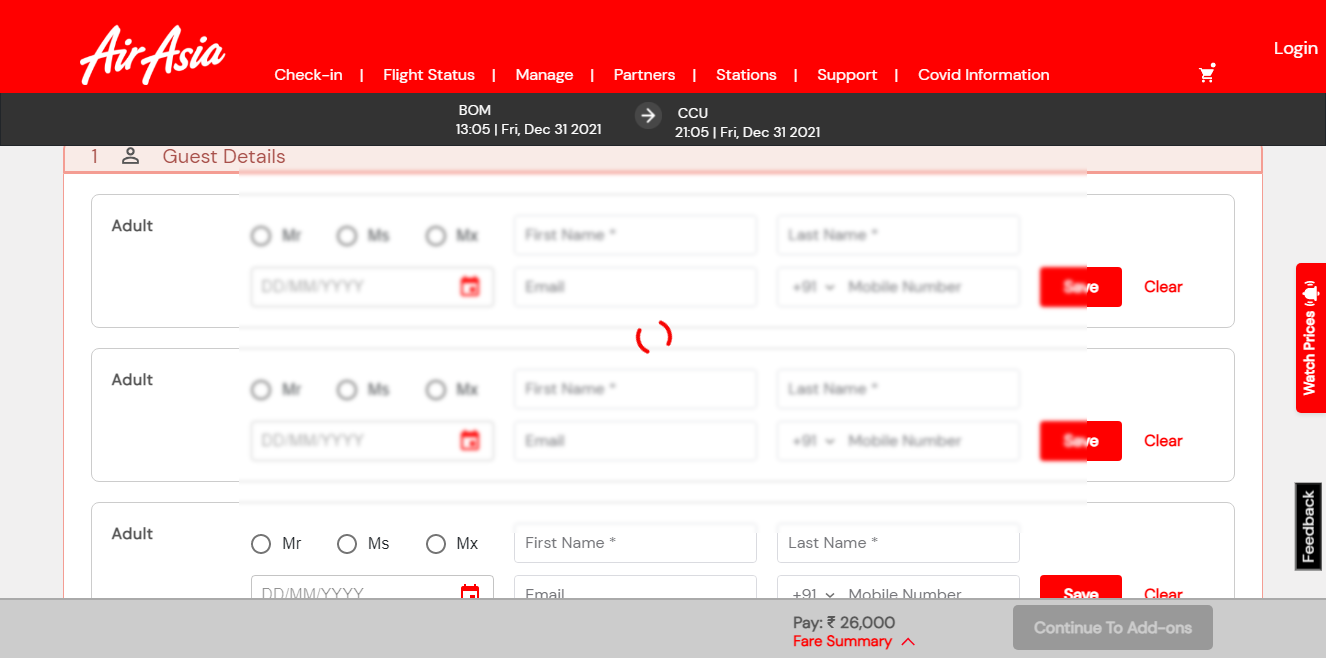 AirAsia
Login
Check-in | Flight Status | Manage | Partners | Stations | Support | Covid Information
BOM
13:05 | Fri, Dec 31 2021
CCU
21:05 | Fri, Dec 31 2021
1 Guest Details
Adult
Mr Ms Mx First Name * Last Name *
DD/MM/YYYY Email +91 Mobile Number Save Clear
Watch Prices
Adult
Mr Ms Mx First Name * Last Name *
DD/MM/YYYY Email +91 Mobile Number Save Clear
Feedback
Adult
Mr Ms Mx First Name * Last Name *
DD/MM/YYYY Email +91 Mobile Number Save Clear
Pay: ₹ 26,000
Fare Summary
Continue To Add-ons